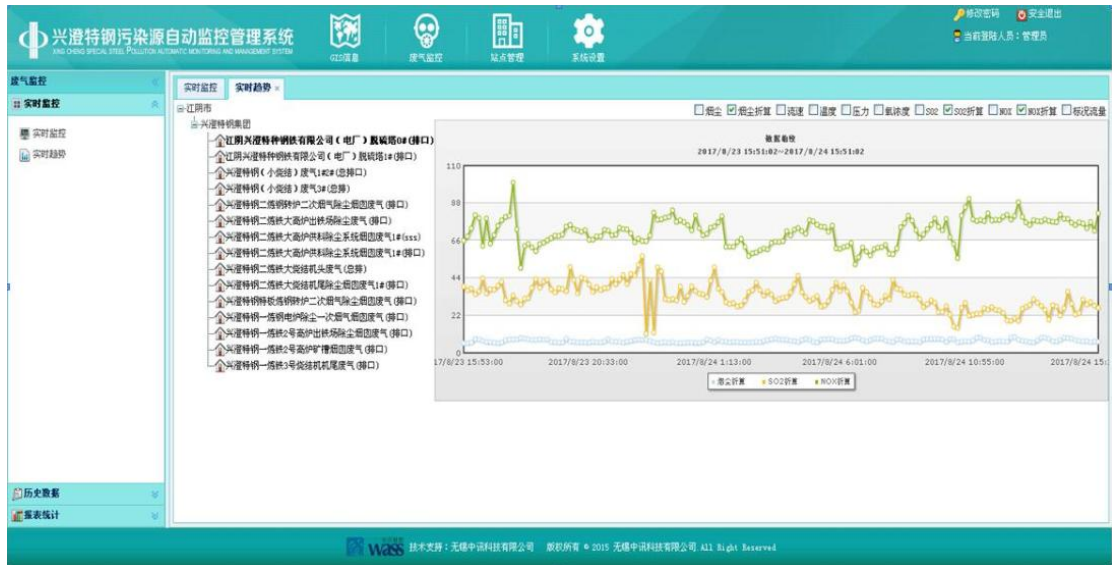 兴澄特钢污染源自动监控管理系统
XING CHENG SPECIAL STEEL POLLUTION AUTOMATIC MONITORING AND MANAGEMENT SYSTEM
GIS信息
废气监控
站点管理
系统设置
修改密码 安全退出
当前登陆人员：管理员
废气监控
实时监控
实时监控
实时趋势
历史数据
报表统计
实时监控 实时趋势
江阴市
兴澄特钢集团
江阴兴澄特种钢铁有限公司（电厂）脱硫塔0#(排口)
江阴兴澄特种钢铁有限公司（电厂）脱硫塔1#(排口)
兴澄特钢（小烧结）废气1#2#(总排口)
兴澄特钢（小烧结）废气3#(总排)
兴澄特钢二炼钢转炉二次烟气除尘烟囱废气(排口)
兴澄特钢二炼铁大高炉出铁场除尘废气(排口)
兴澄特钢二炼铁大高炉供料除尘系统烟囱废气1#(sss)
兴澄特钢二炼铁大高炉供料除尘系统烟囱废气1#(排口)
兴澄特钢二炼铁大烧结机头废气(总排)
兴澄特钢二炼铁大烧结机尾除尘烟囱废气1#(排口)
兴澄特钢特板炼钢转炉二次烟气除尘烟囱废气(排口)
兴澄特钢一炼钢电炉除尘一次烟气烟囱废气(排口)
兴澄特钢一炼铁2号高炉出铁场除尘烟囱废气(排口)
兴澄特钢一炼铁2号高炉矿槽烟囱废气(排口)
兴澄特钢一炼铁3号烧结机机尾废气(排口)
烟尘 烟尘折算 流速 温度 压力 氧浓度 SO2 SO2折算 NOX NOX折算 标况流量
2017/8/23 15:51:02~2017/8/24 15:51:02
110
88
66
44
22
0
17/8/23 15:53:00 2017/8/23 20:33:00 2017/8/24 1:13:00 2017/8/24 6:01:00 2017/8/24 10:55:00 2017/8/24 15:
烟尘折算 SO2折算 NOX折算
wass 技术支持：无锡中讯科技有限公司 版权所有 © 2015 无锡中讯科技有限公司 All Right Reserved